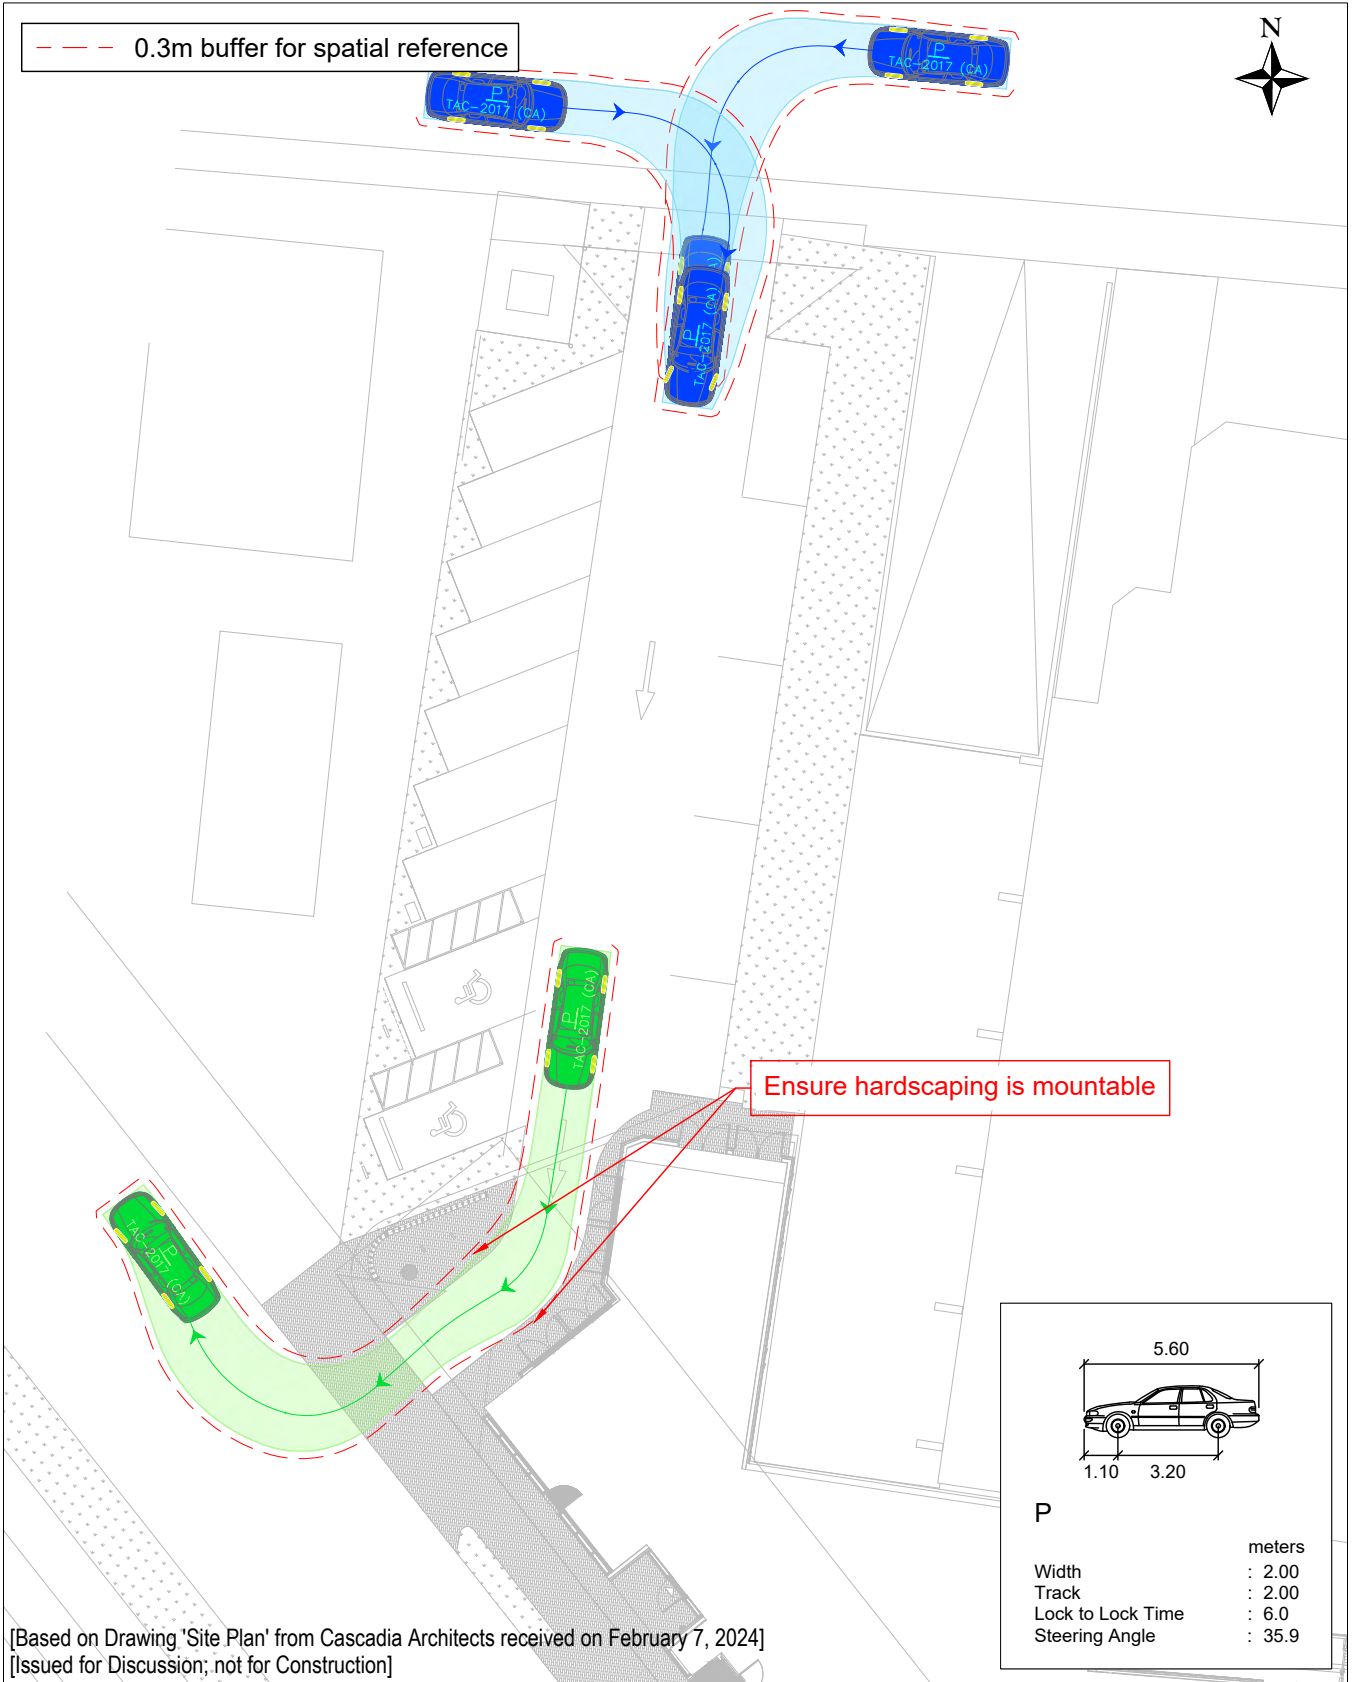 0.3m buffer for spatial reference
N
P
TAC-2017 (CA)
P
TAC-2017 (CA)
P
TAC-2017 (CA)
A)
P
TAC-2017 (CA)
Ensure hardscaping is mountable
P
TAC-2017 (CA)
5.60
1.10 3.20
P
meters
Width : 2.00
Track : 2.00
Lock to Lock Time : 6.0
Steering Angle : 35.9
[Based on Drawing 'Site Plan' from Cascadia Architects received on February 7, 2024]
[Issued for Discussion; not for Construction]